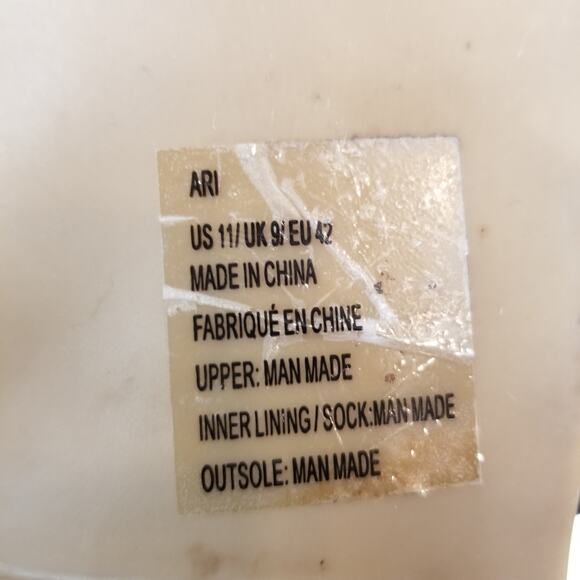 ARI
US 11/ UK 9/ EU 42
MADE IN CHINA
FABRIQUÉ EN CHINE
UPPER: MAN MADE
INNER LINING / SOCK:MAN MADE
OUTSOLE: MAN MADE